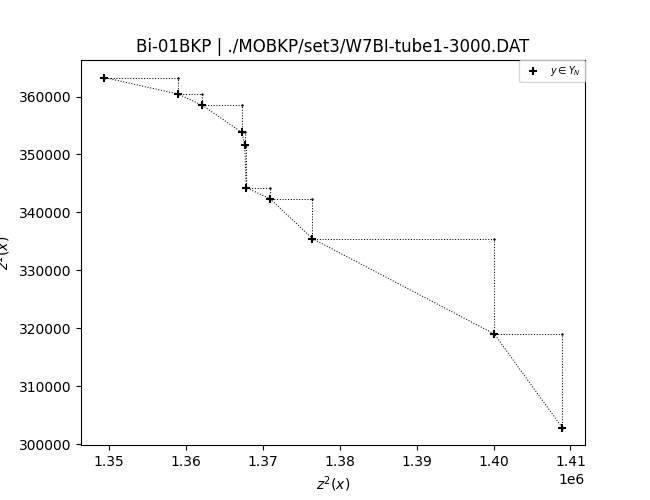 Bi-01BKP | ./MOBKP/set3/W7BI-tube1-3000.DAT
y ∈ Y_N
360000
350000
340000
330000
320000
310000
300000
1.35 1.36 1.37 1.38 1.39 1.40 1.41
1e6
z²(x)